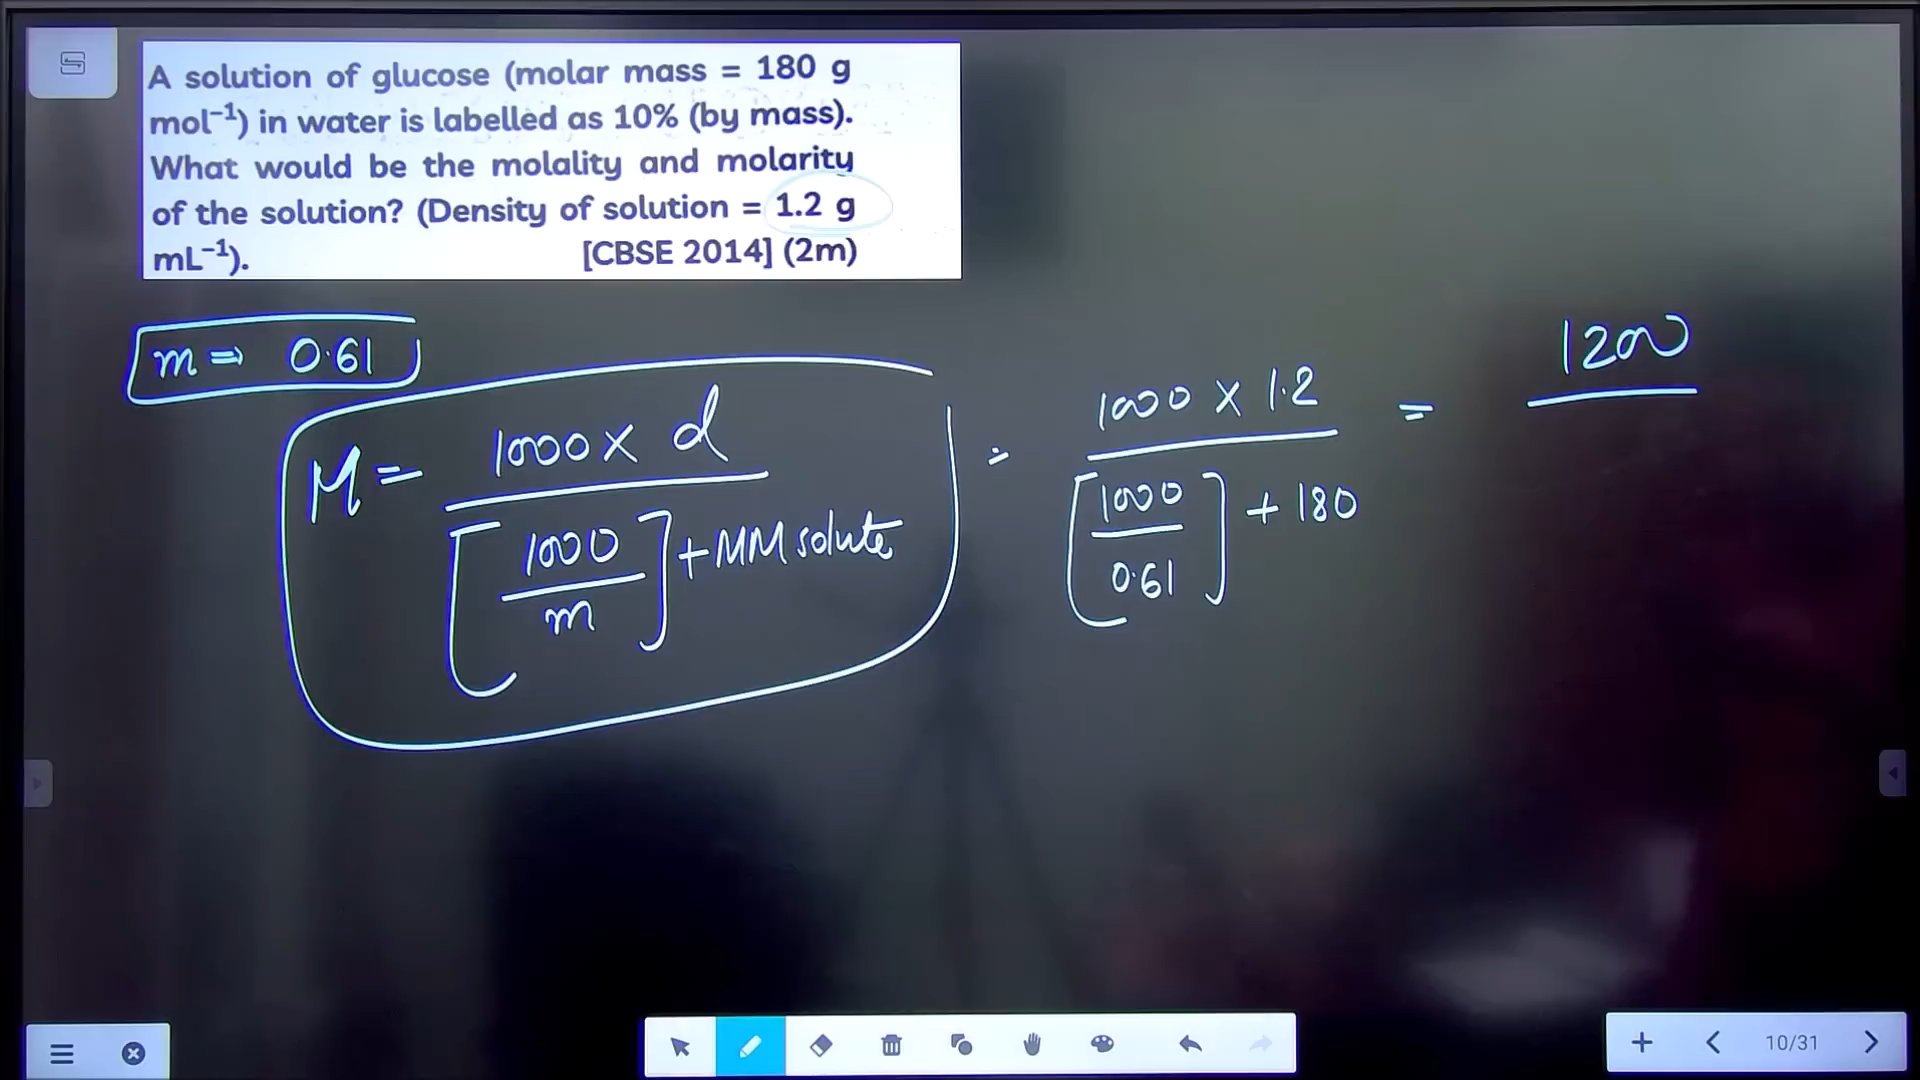 A solution of glucose (molar mass = 180 g
mol⁻¹) in water is labelled as 10% (by mass).
What would be the molality and molarity
of the solution? (Density of solution = 1.2 g
mL⁻¹). [CBSE 2014] (2m)
m ⇒ 0.61
M = 1000 x d / [1000 / m] + MM solute = 1000 x 1.2 / [1000 / 0.61] + 180 = 1200
10/31